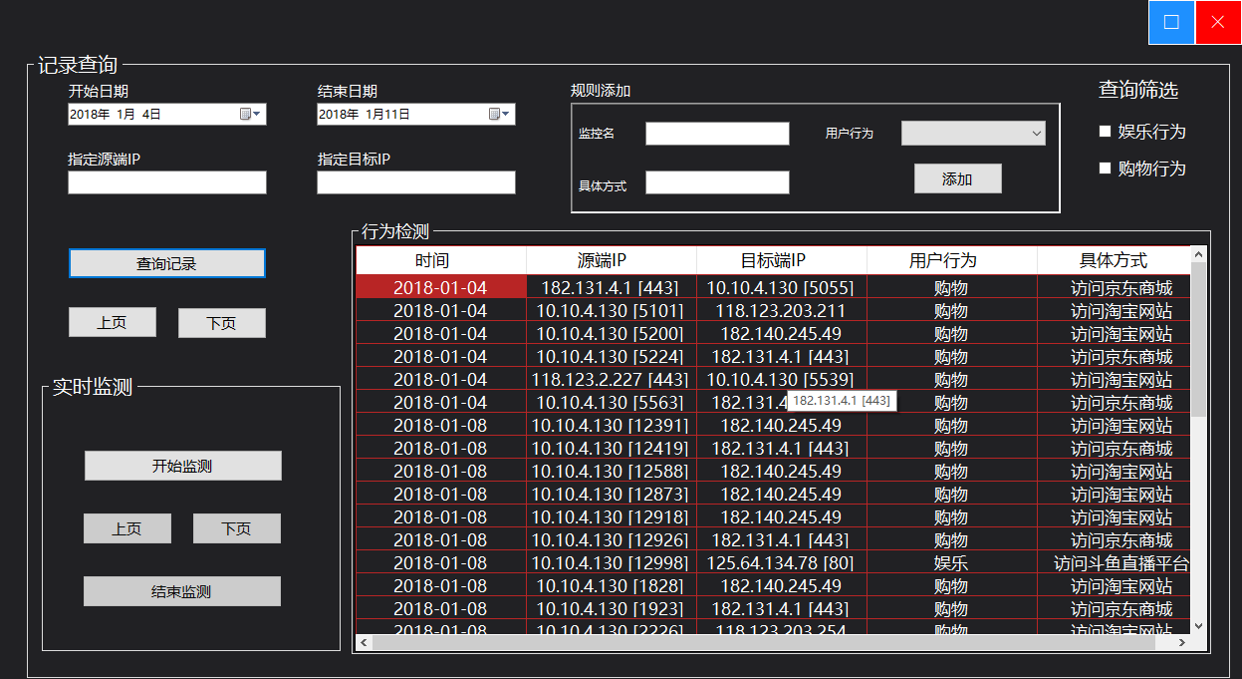 记录查询
开始日期 结束日期 规则添加 查询筛选
2018年 1月 4日 2018年 1月11日
监控名 用户行为 娱乐行为
指定源端IP 指定目标IP
具体方式 添加 购物行为
查询记录
上页 下页
实时监测
开始监测
上页 下页
结束监测
行为检测
时间 源端IP 目标端IP 用户行为 具体方式
2018-01-04 182.131.4.1 [443] 10.10.4.130 [5055] 购物 访问京东商城
2018-01-04 10.10.4.130 [5101] 118.123.203.211 购物 访问淘宝网站
2018-01-04 10.10.4.130 [5200] 182.140.245.49 购物 访问淘宝网站
2018-01-04 10.10.4.130 [5224] 182.131.4.1 [443] 购物 访问京东商城
2018-01-04 118.123.2.227 [443] 10.10.4.130 [5539] 购物 访问淘宝网站
2018-01-04 10.10.4.130 [5563] 182.131.4 购物 访问京东商城
182.131.4.1 [443]
2018-01-08 10.10.4.130 [12391] 182.140.245.49 购物 访问淘宝网站
2018-01-08 10.10.4.130 [12419] 182.131.4.1 [443] 购物 访问京东商城
2018-01-08 10.10.4.130 [12588] 182.140.245.49 购物 访问淘宝网站
2018-01-08 10.10.4.130 [12873] 182.140.245.49 购物 访问淘宝网站
2018-01-08 10.10.4.130 [12918] 182.140.245.49 购物 访问淘宝网站
2018-01-08 10.10.4.130 [12926] 182.131.4.1 [443] 购物 访问京东商城
2018-01-08 10.10.4.130 [12998] 125.64.134.78 [80] 娱乐 访问斗鱼直播平台
2018-01-08 10.10.4.130 [1828] 182.140.245.49 购物 访问淘宝网站
2018-01-08 10.10.4.130 [1923] 182.131.4.1 [443] 购物 访问京东商城
2018-01-08 10.10.4.130 [2226] 118.123.203.254 购物 访问淘宝网站